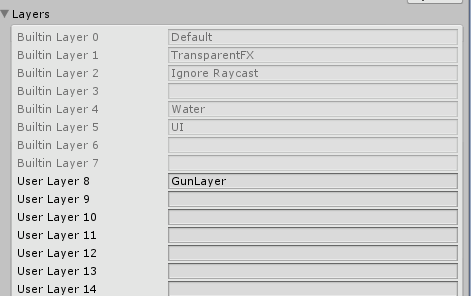 Layers
Builtin Layer 0 Default
Builtin Layer 1 TransparentFX
Builtin Layer 2 Ignore Raycast
Builtin Layer 3
Builtin Layer 4 Water
Builtin Layer 5 UI
Builtin Layer 6
Builtin Layer 7
User Layer 8 GunLayer
User Layer 9
User Layer 10
User Layer 11
User Layer 12
User Layer 13
User Layer 14